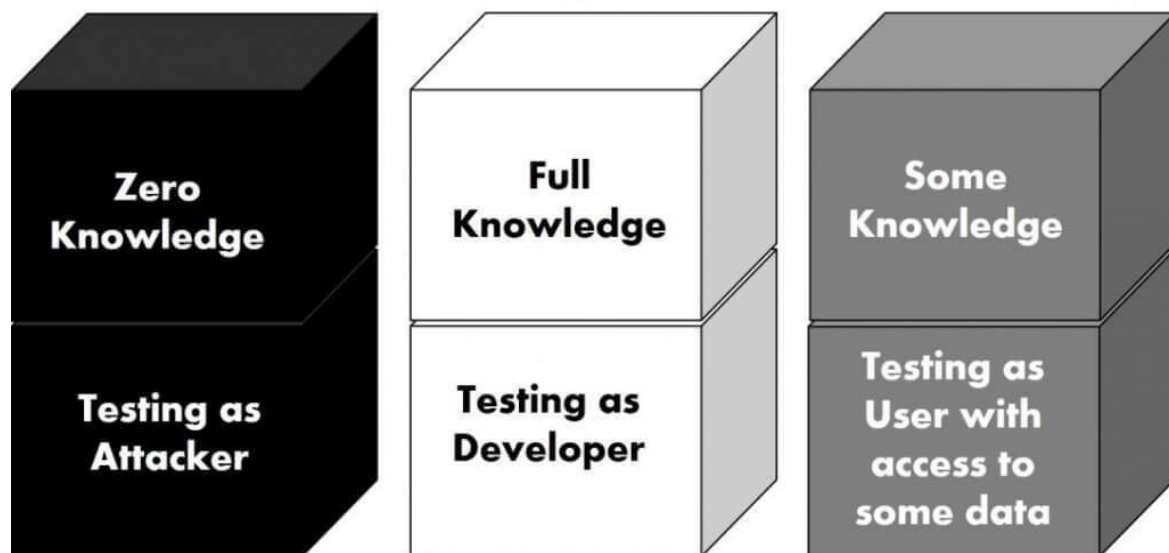 Zero
Knowledge
Testing as
Attacker
Full
Knowledge
Testing as
Developer
Some
Knowledge
Testing as
User with
access to
some data